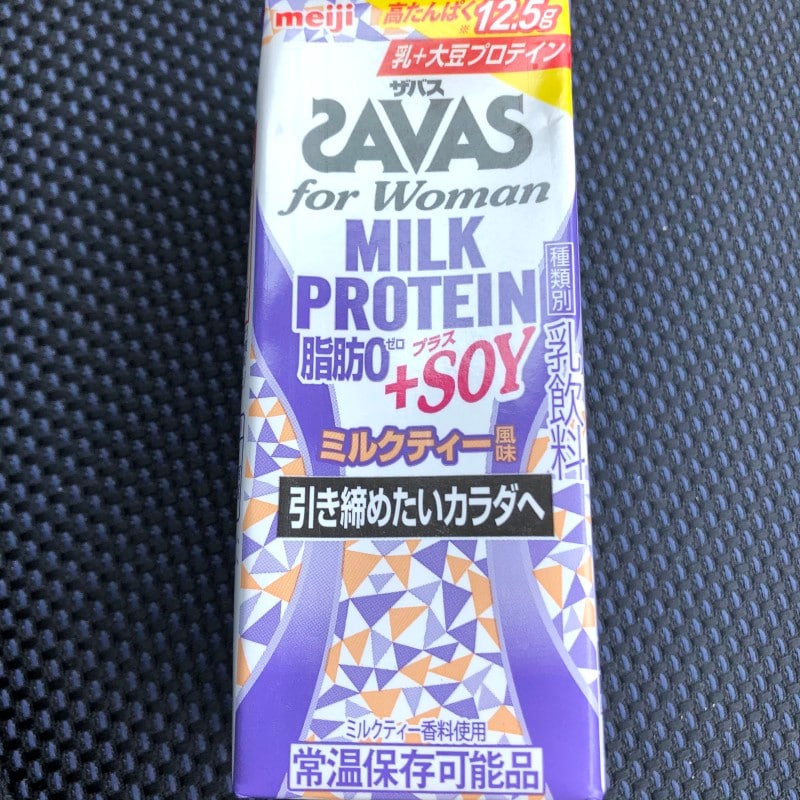 meiji
高たんぱく※12.5g
乳+大豆プロテイン
ザバス
SAVAS
for Woman
MILK
PROTEIN
脂肪0ゼロ
プラス
+SOY
種類別 乳飲料
ミルクティー風味
引き締めたいカラダへ
ミルクティー香料使用
常温保存可能品